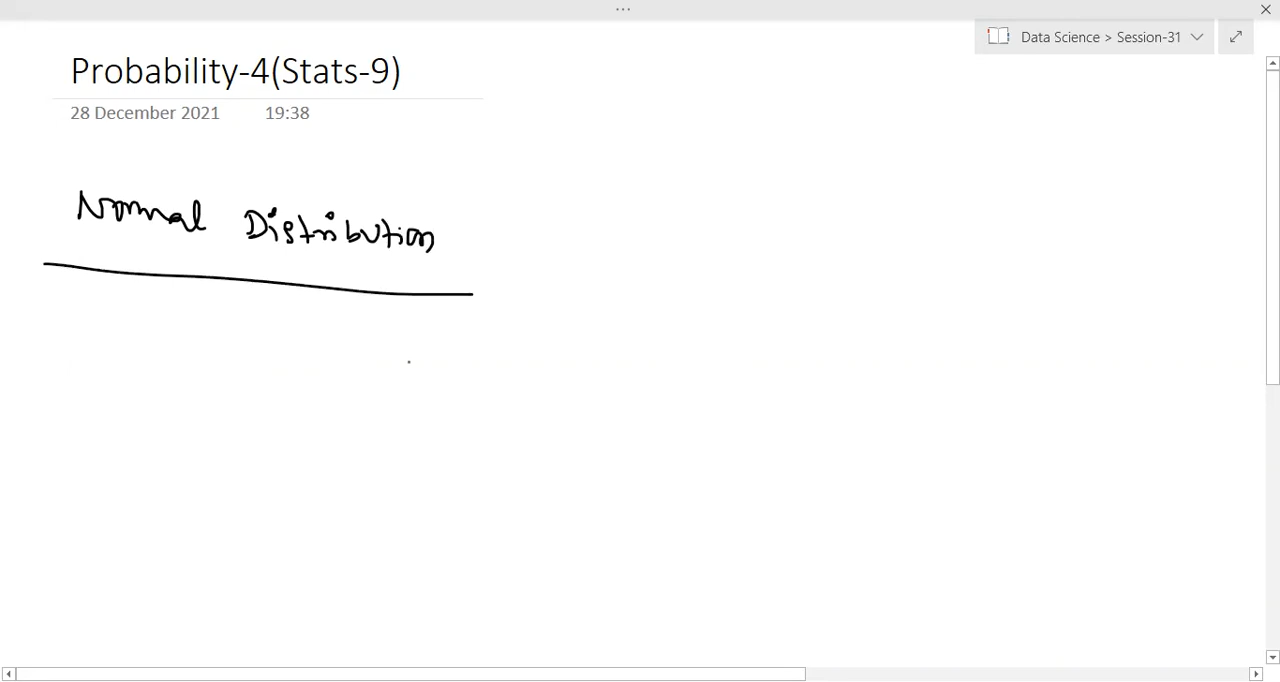 Data Science > Session-31
Probability-4(Stats-9)
28 December 2021 19:38
Normal Distribution